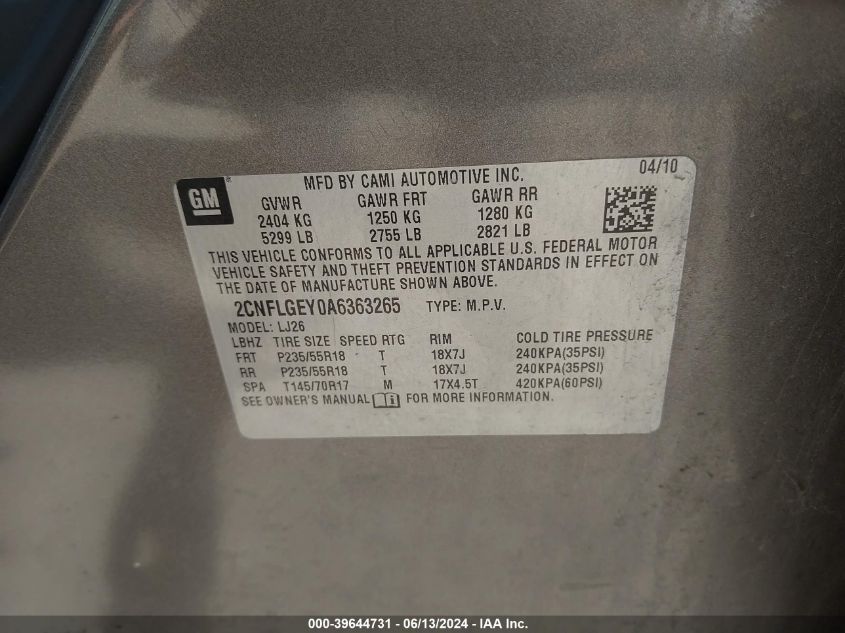 MFD BY CAMI AUTOMOTIVE INC. 04/10
GM
GVWR GAWR FRT GAWR RR
2404 KG 1250 KG 1280 KG
5299 LB 2755 LB 2821 LB
THIS VEHICLE CONFORMS TO ALL APPLICABLE U.S. FEDERAL MOTOR
VEHICLE SAFETY AND THEFT PREVENTION STANDARDS IN EFFECT ON
THE DATE OF MANUFACTURE SHOWN ABOVE.
2CNFLGEY0A6363265 TYPE: M.P.V.
MODEL: LJ26
LBHZ TIRE SIZE SPEED RTG RIM COLD TIRE PRESSURE
FRT P235/55R18 T 18X7J 240KPA(35PSI)
RR P235/55R18 T 18X7J 240KPA(35PSI)
SPA T145/70R17 M 17X4.5T 420KPA(60PSI)
SEE OWNER'S MANUAL FOR MORE INFORMATION.
000-39644731 - 06/13/2024 - IAA Inc.